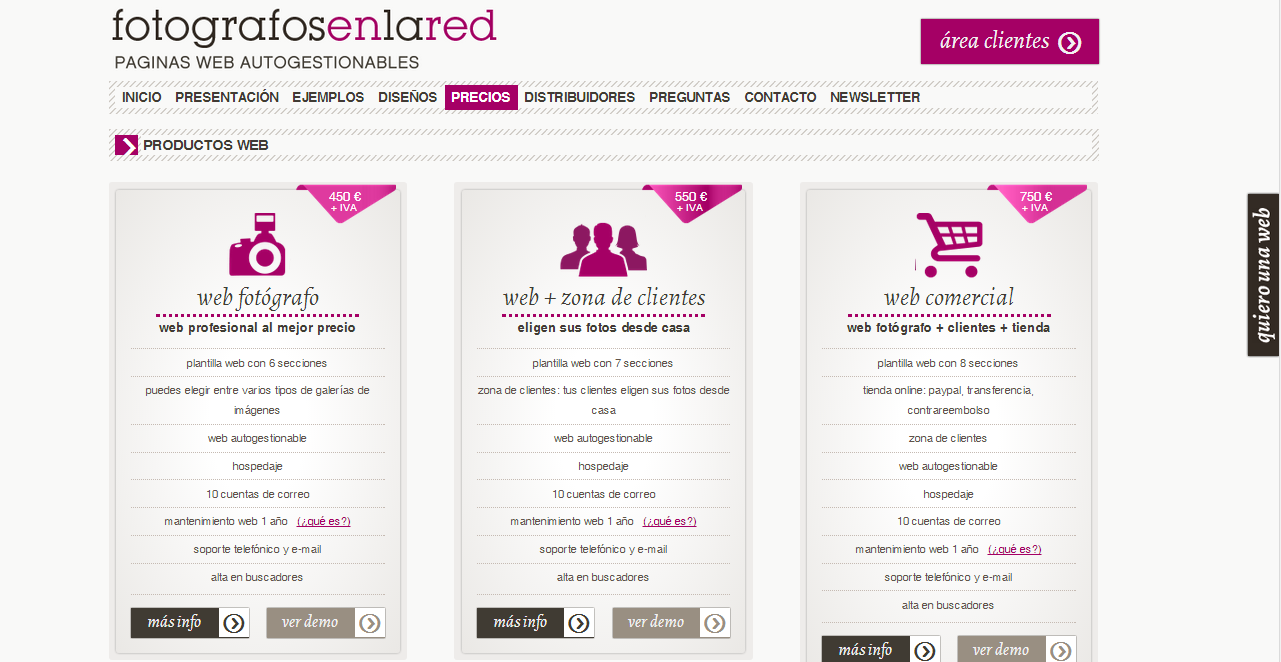 fotografosenlared
PAGINAS WEB AUTOGESTIONABLES
área clientes
INICIO PRESENTACIÓN EJEMPLOS DISEÑOS PRECIOS DISTRIBUIDORES PREGUNTAS CONTACTO NEWSLETTER
PRODUCTOS WEB
450 €
+ IVA
web fotógrafo
web profesional al mejor precio
plantilla web con 6 secciones
puedes elegir entre varios tipos de galerías de
imágenes
web autogestionable
hospedaje
10 cuentas de correo
mantenimiento web 1 año (¿qué es?)
soporte telefónico y e-mail
alta en buscadores
más info ver demo
550 €
+ IVA
web + zona de clientes
eligen sus fotos desde casa
plantilla web con 7 secciones
zona de clientes: tus clientes eligen sus fotos desde
casa
web autogestionable
hospedaje
10 cuentas de correo
mantenimiento web 1 año (¿qué es?)
soporte telefónico y e-mail
alta en buscadores
más info ver demo
750 €
+ IVA
web comercial
web fotógrafo + clientes + tienda
plantilla web con 8 secciones
tienda online: paypal, transferencia,
contrareembolso
zona de clientes
web autogestionable
hospedaje
10 cuentas de correo
mantenimiento web 1 año (¿qué es?)
soporte telefónico y e-mail
alta en buscadores
más info ver demo
quiero una web